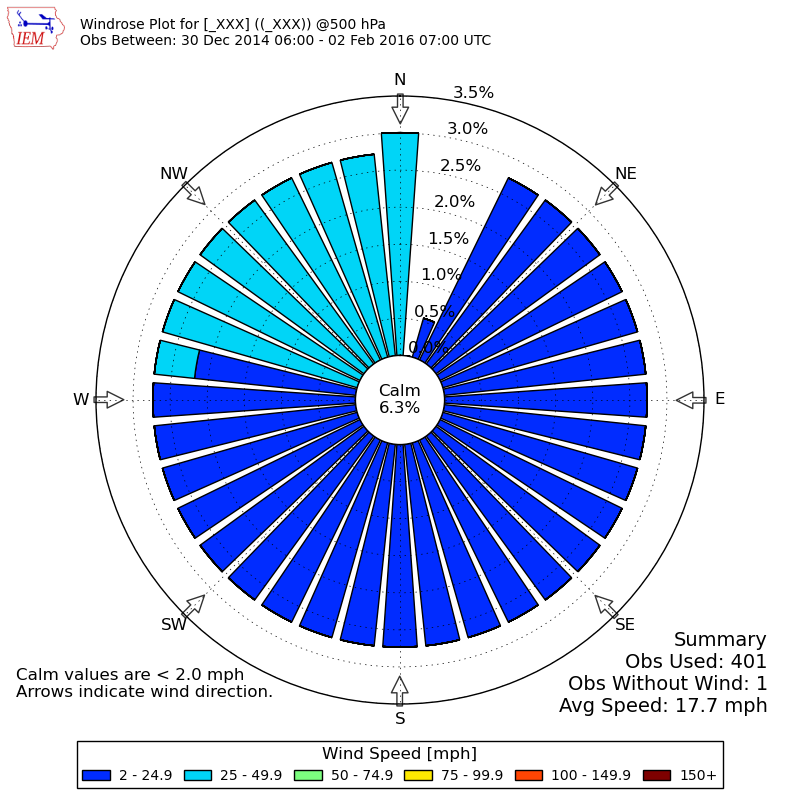 IEM
Windrose Plot for [_XXX] ((_XXX)) @500 hPa
Obs Between: 30 Dec 2014 06:00 - 02 Feb 2016 07:00 UTC
N
3.5%
3.0%
2.5%
2.0%
1.5%
1.0%
0.5%
0.0%
NW
NE
W
Calm
6.3%
E
SW
SE
S
Calm values are < 2.0 mph
Arrows indicate wind direction.
Summary
Obs Used: 401
Obs Without Wind: 1
Avg Speed: 17.7 mph
Wind Speed [mph]
2 - 24.9 25 - 49.9 50 - 74.9 75 - 99.9 100 - 149.9 150+